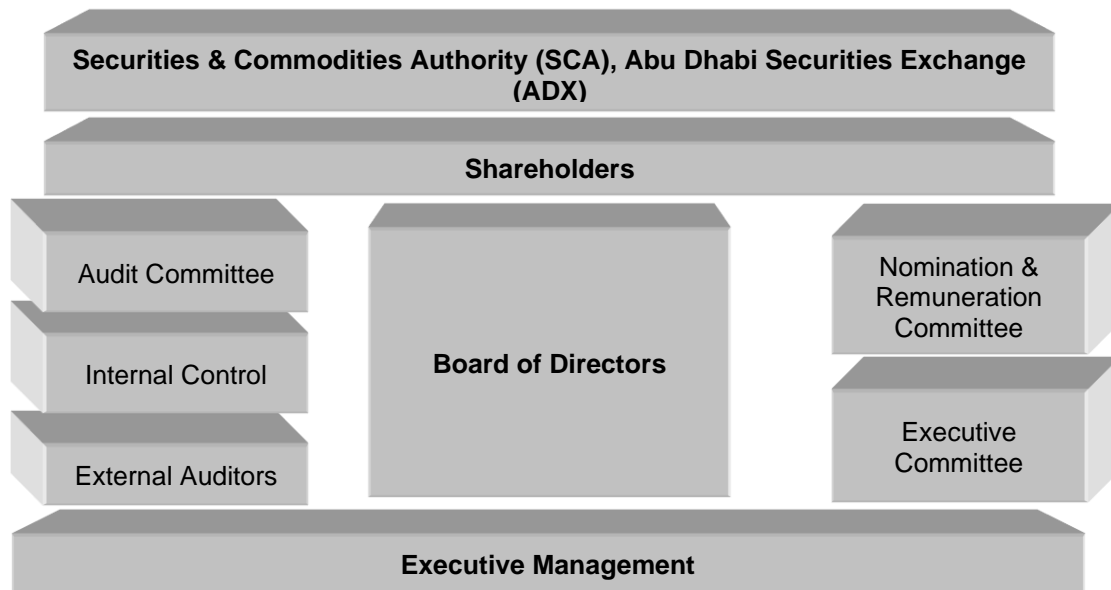 Securities & Commodities Authority (SCA), Abu Dhabi Securities Exchange
(ADX)
Shareholders
Audit Committee
Internal Control
External Auditors
Board of Directors
Nomination &
Remuneration
Committee
Executive
Committee
Executive Management